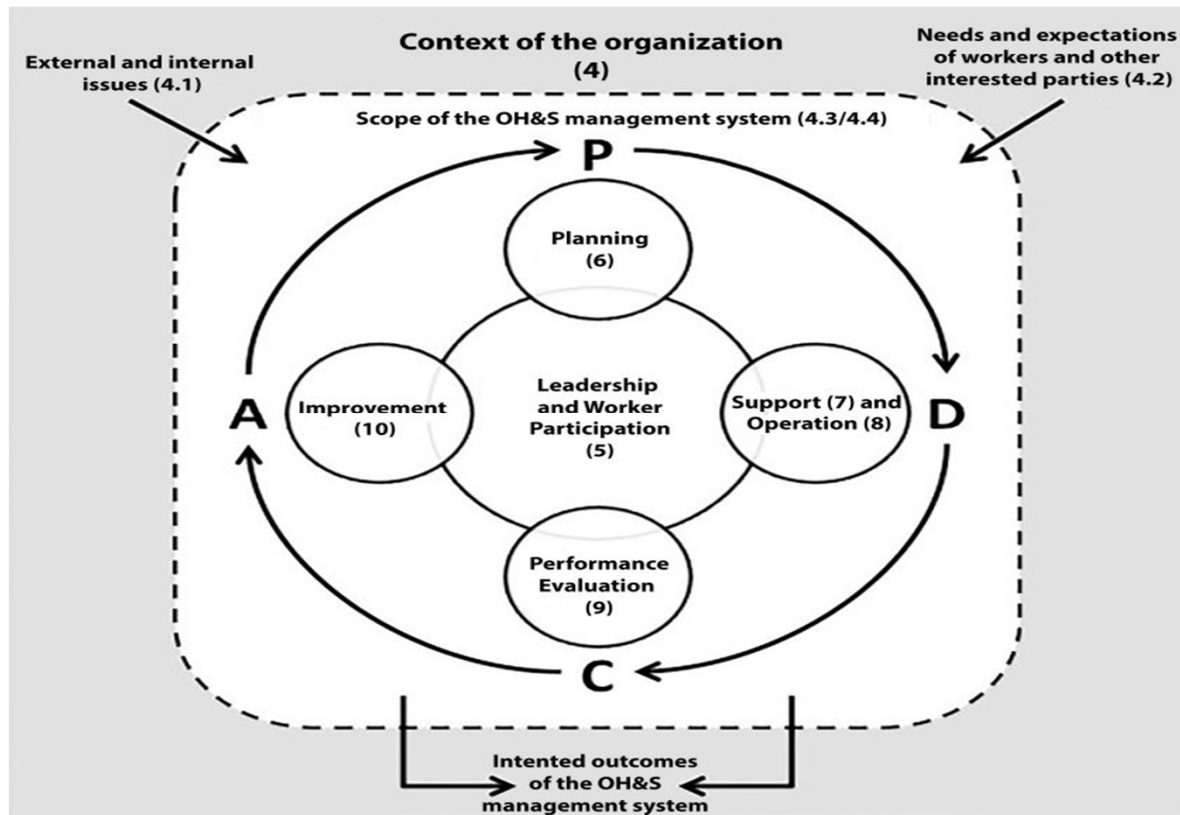 Context of the organization
(4)
External and internal
issues (4.1)
Needs and expectations
of workers and other
interested parties (4.2)
Scope of the OH&S management system (4.3/4.4)
P
Planning
(6)
A
Improvement
(10)
Leadership
and Worker
Participation
(5)
Support (7) and
Operation (8)
D
Performance
Evaluation
(9)
C
Intented outcomes
of the OH&S
management system